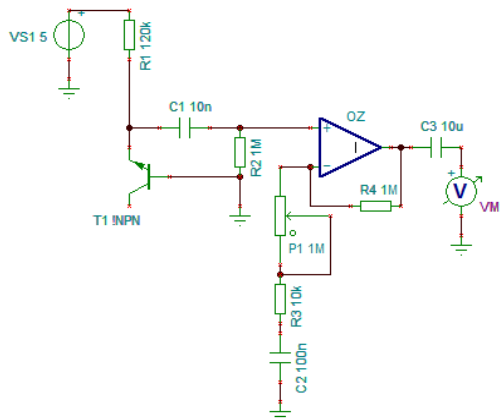 VS1 5
R1 120k
C1 10n
R2 1M
T1 !NPN
OZ
+
-
I
R4 1M
C3 10u
+
V
VM
P1 1M
R3 10k
C2 100n